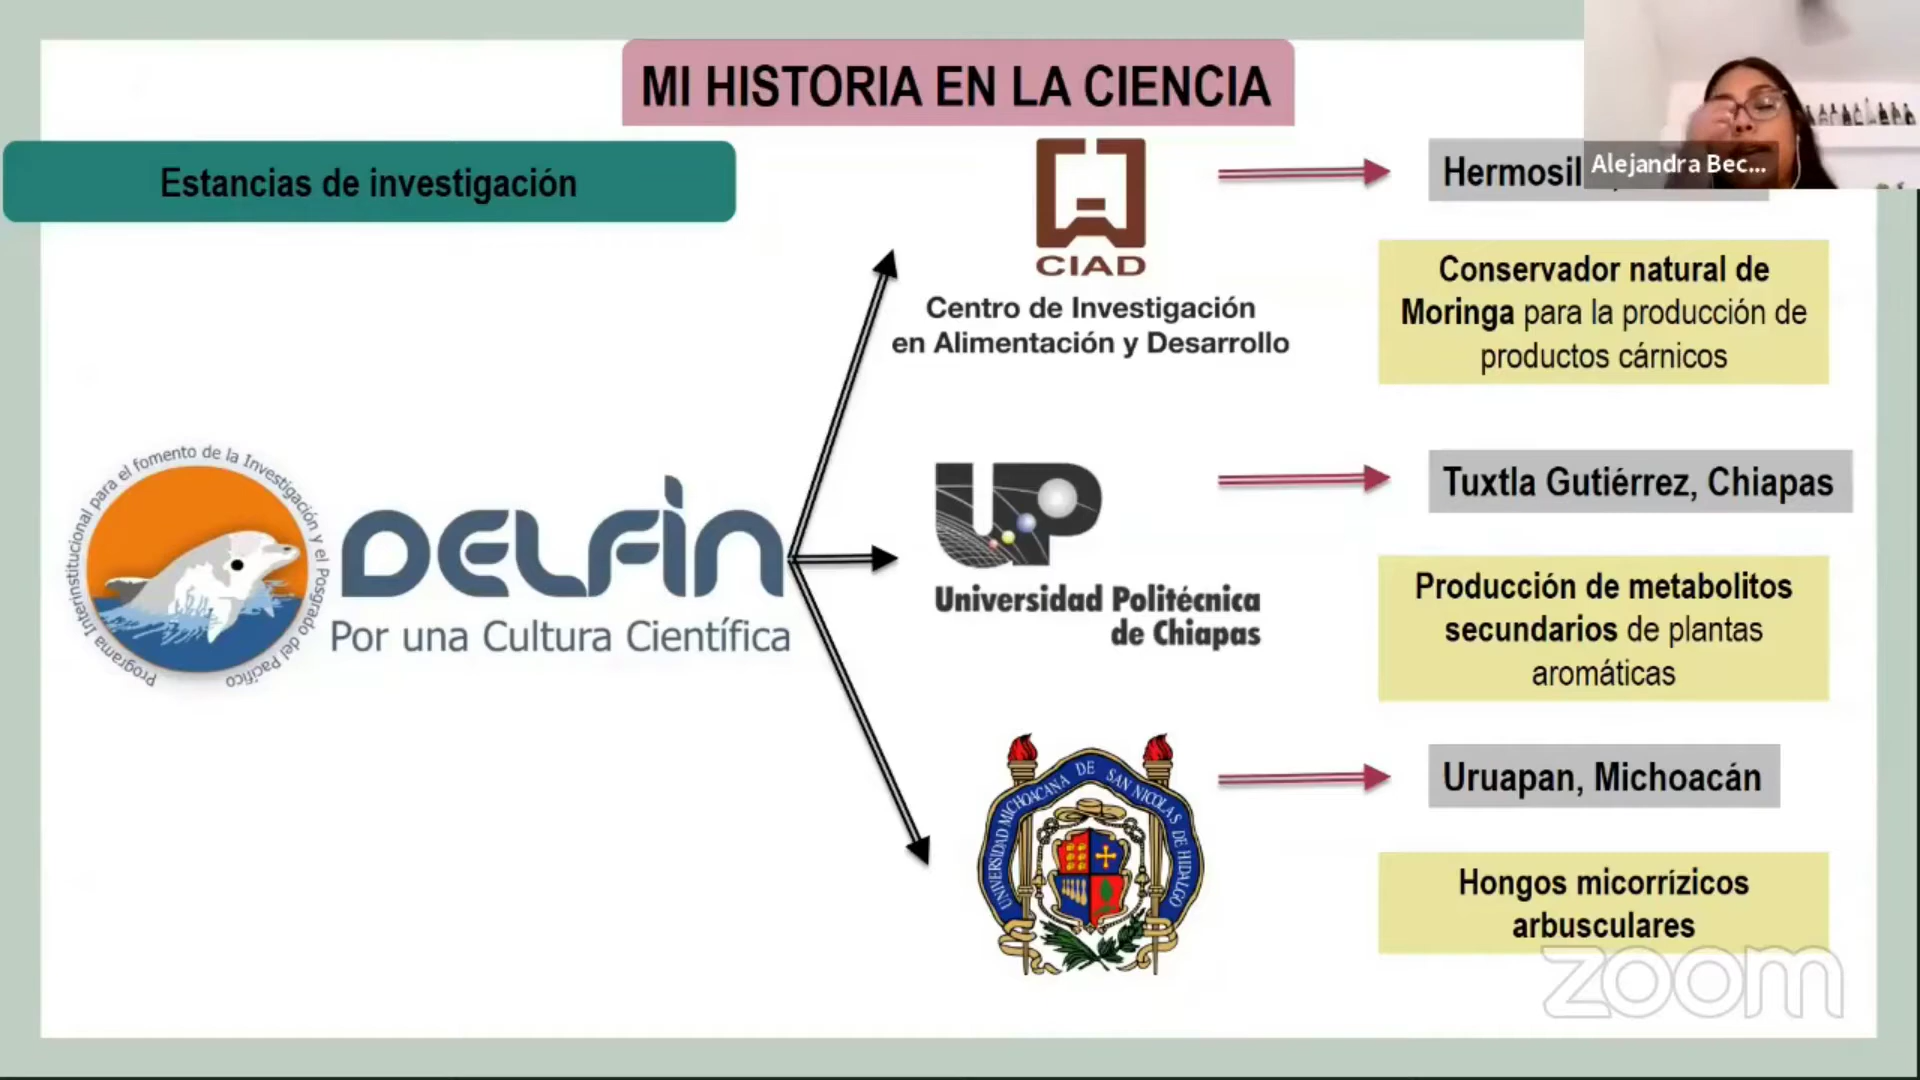 MI HISTORIA EN LA CIENCIA
Alejandra Bec...
Estancias de investigación
CIAD
Centro de Investigación
en Alimentación y Desarrollo
Conservador natural de
Moringa para la producción de
productos cárnicos
Programa Interinstitucional para el fomento de la Investigación y el Posgrado del Pacífico
DELFÍN
Por una Cultura Científica
UP
Universidad Politécnica
de Chiapas
Tuxtla Gutiérrez, Chiapas
Producción de metabolitos
secundarios de plantas
aromáticas
UNIVERSIDAD MICHOACANA DE SAN NICOLAS DE HIDALGO
Uruapan, Michoacán
Hongos micorrízicos
arbusculares
zoom